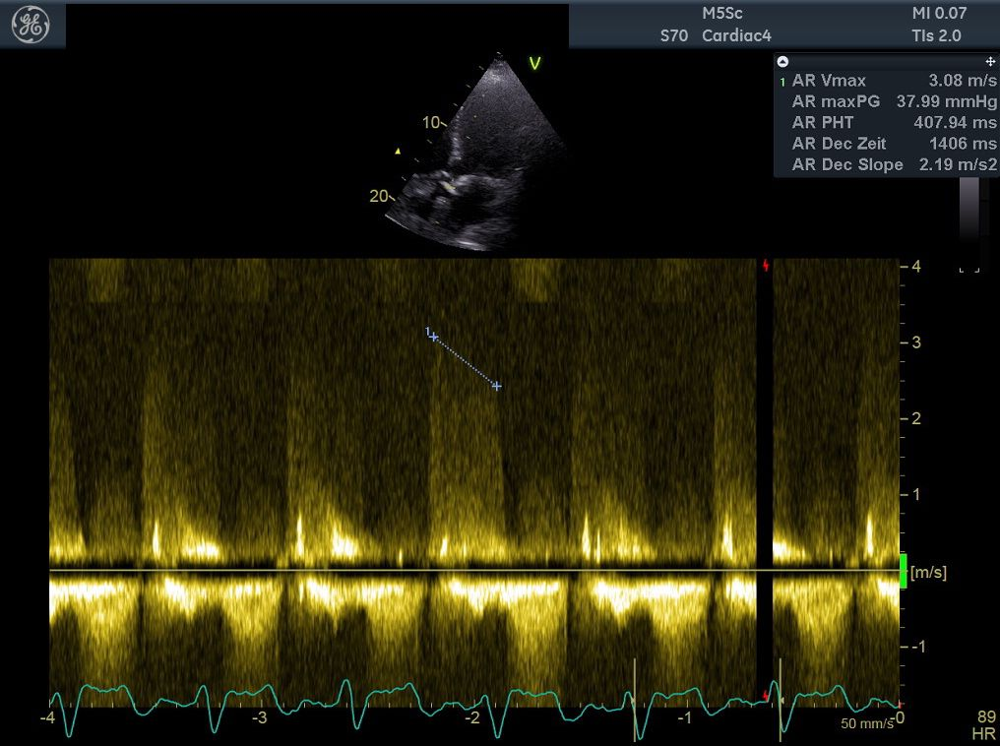 M5Sc MI 0.07
S70 Cardiac4 TIs 2.0
V
1 AR Vmax 3.08 m/s
AR maxPG 37.99 mmHg
AR PHT 407.94 ms
AR Dec Zeit 1406 ms
AR Dec Slope 2.19 m/s2
10
20
4
1
3
2
1
[m/s]
-1
-4 -3 -2 -1 -0
50 mm/s
89
HR